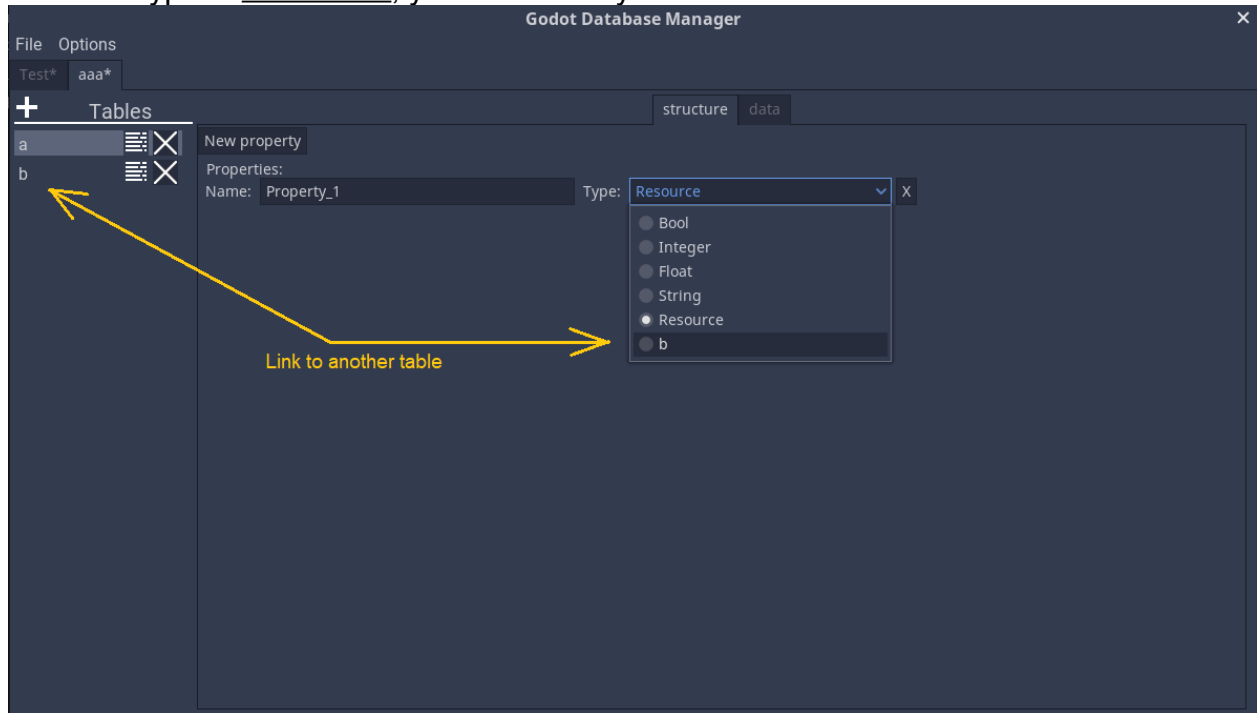 Godot Database Manager
File Options
Test* aaa*
Tables
structure data
a
b
New property
Properties:
Name: Property_1 Type: Resource X
Bool
Integer
Float
String
Resource
b
Link to another table